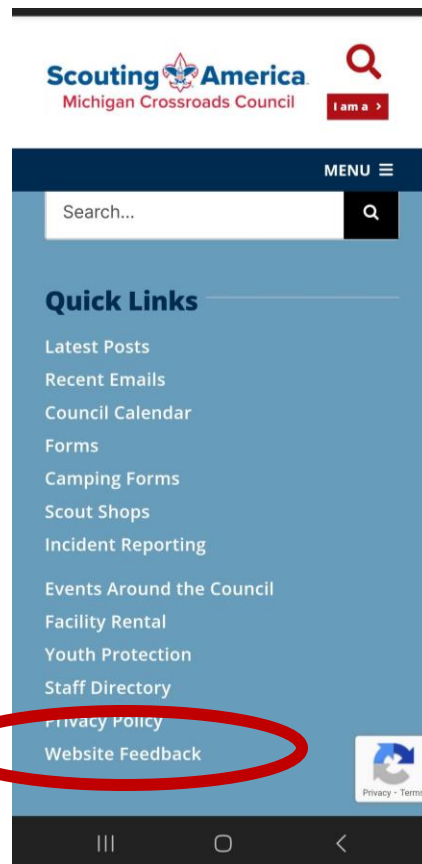 Scouting America
Michigan Crossroads Council
I am a >
MENU
Search...
Quick Links
Latest Posts
Recent Emails
Council Calendar
Forms
Camping Forms
Scout Shops
Incident Reporting
Events Around the Council
Facility Rental
Youth Protection
Staff Directory
Privacy Policy
Website Feedback
Privacy - Terms